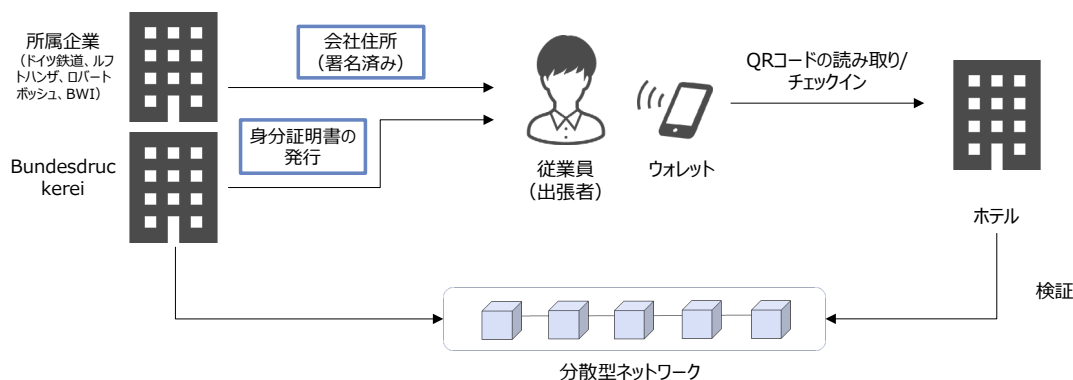 所属企業
（ドイツ鉄道、ルフ
トハンザ、ロバート
ボッシュ、BWI）
会社住所
（署名済み）
Bundesdruc
kerei
身分証明書の
発行
従業員
（出張者）
ウォレット
QRコードの読み取り/
チェックイン
ホテル
検証
分散型ネットワーク